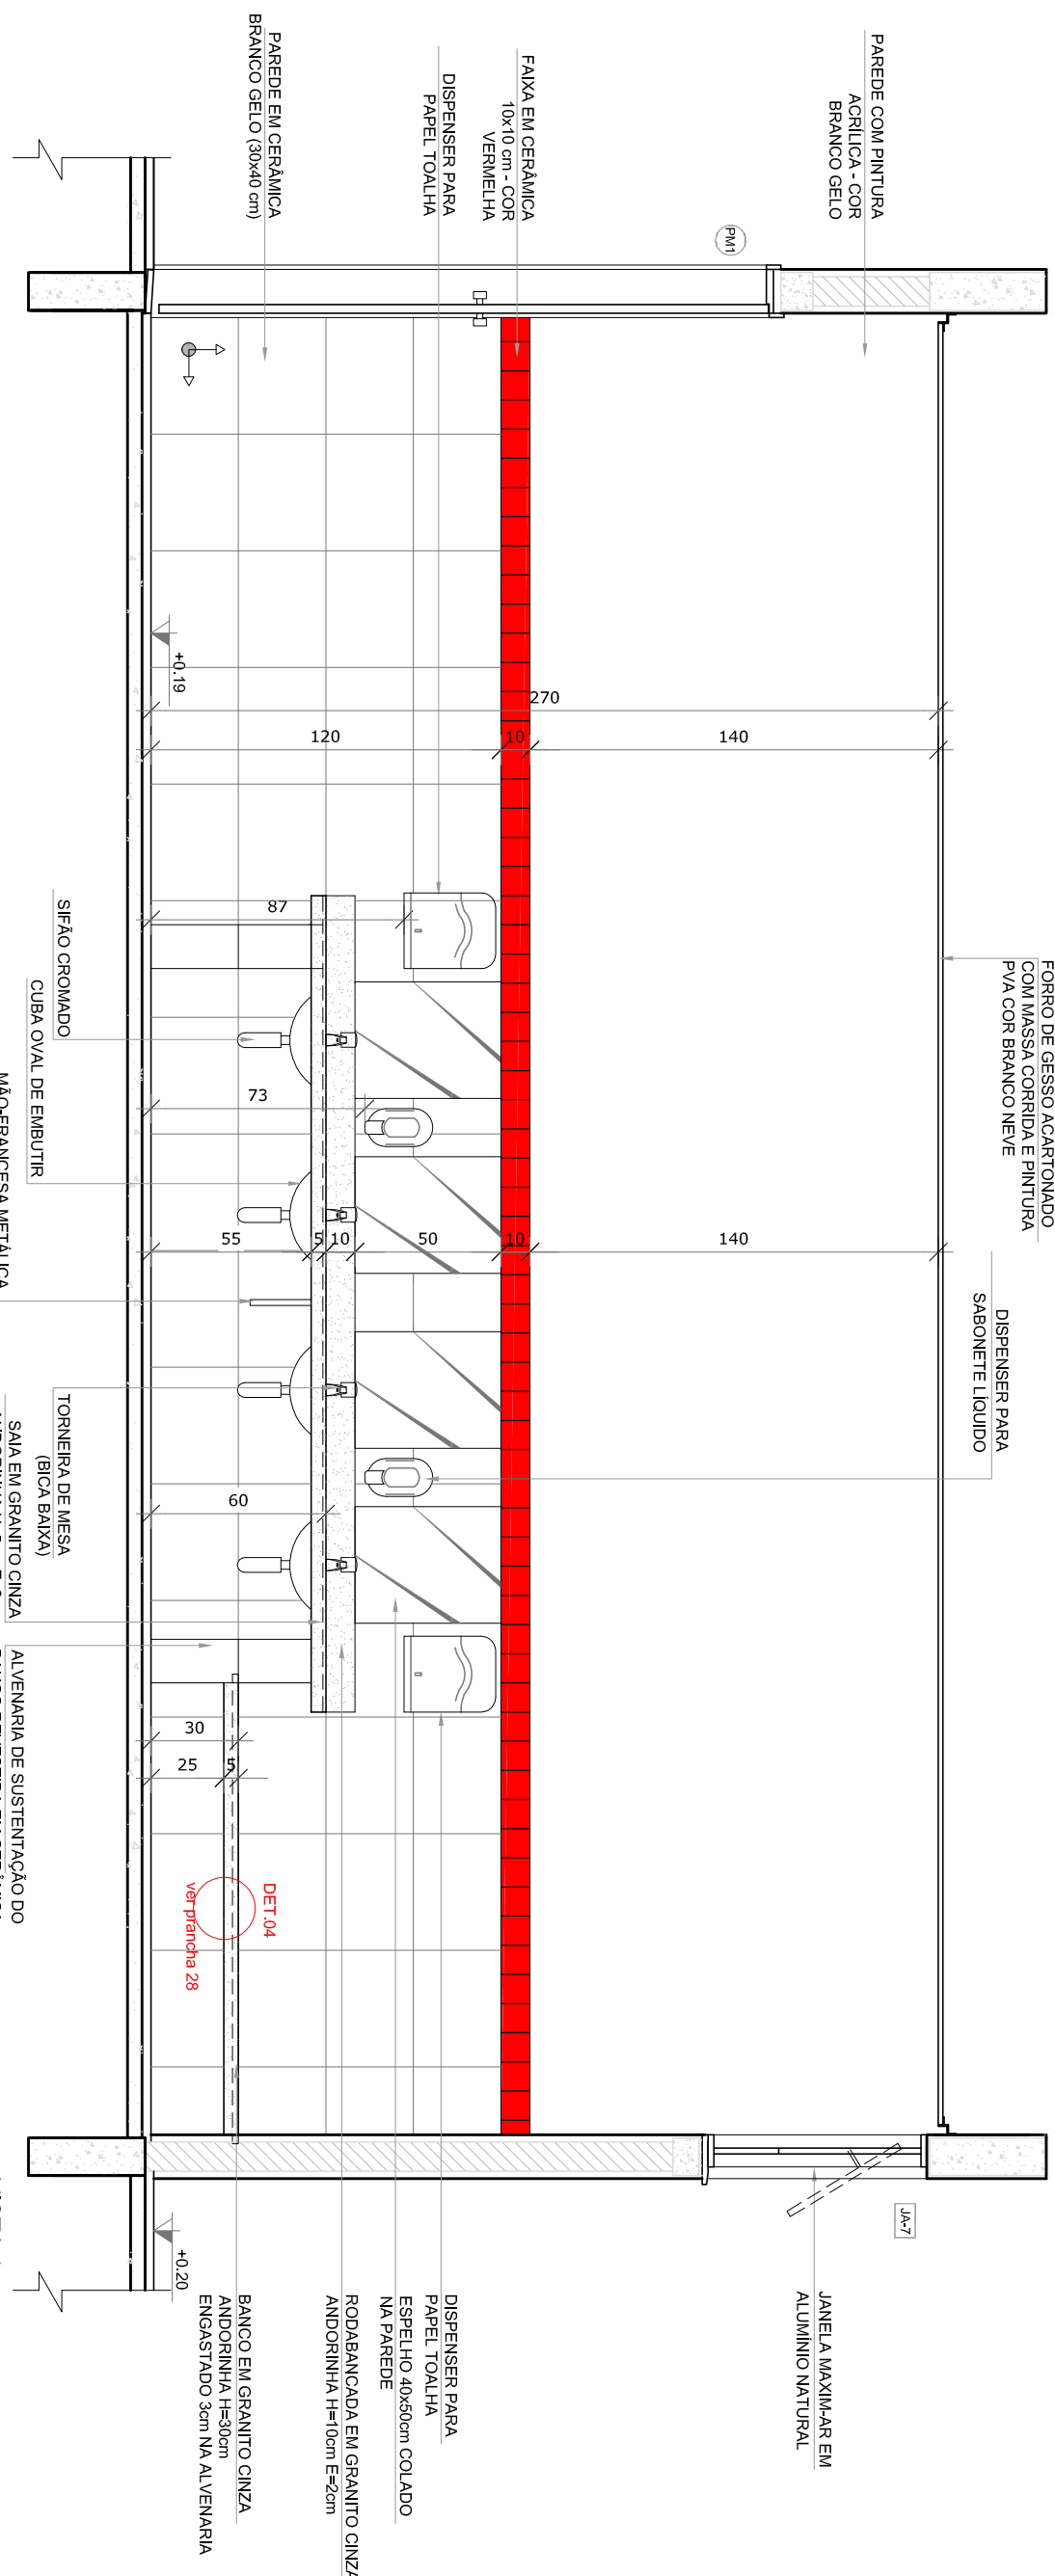 PAREDE COM PINTURA
ACRÍLICA - COR
BRANCO GELO
FAIXA EM CERÂMICA
10x10 cm - COR
VERMELHA
DISPENSER PARA
PAPEL TOALHA
PAREDE EM CERÂMICA
BRANCO GELO (30x40 cm)
PM1
FORRO DE GESSO ACARTONADO
COM MASSA CORRIDA E PINTURA
PVA COR BRANCO NEVE
DISPENSER PARA
SABONETE LÍQUIDO
+0.19
270
120
10
140
87
73
55
5
10
50
10
140
60
30
25
5
SIFÃO CROMADO
CUBA OVAL DE EMBUTIR
MÃO-FRANCESA METÁLICA
TORNEIRA DE MESA
(BICA BAIXA)
SAIA EM GRANITO CINZA
ALVENARIA DE SUSTENTAÇÃO DO
DET.04
ver prancha 28
JA-7
+0.20
JANELA MAXIM-AR EM
ALUMÍNIO NATURAL
DISPENSER PARA
PAPEL TOALHA
ESPELHO 40x50cm COLADO
NA PAREDE
RODABANCADA EM GRANITO CINZA
ANDORINHA H=10cm E=2cm
BANCO EM GRANITO CINZA
ANDORINHA H=30cm
ENGASTADO 3cm NA ALVENARIA